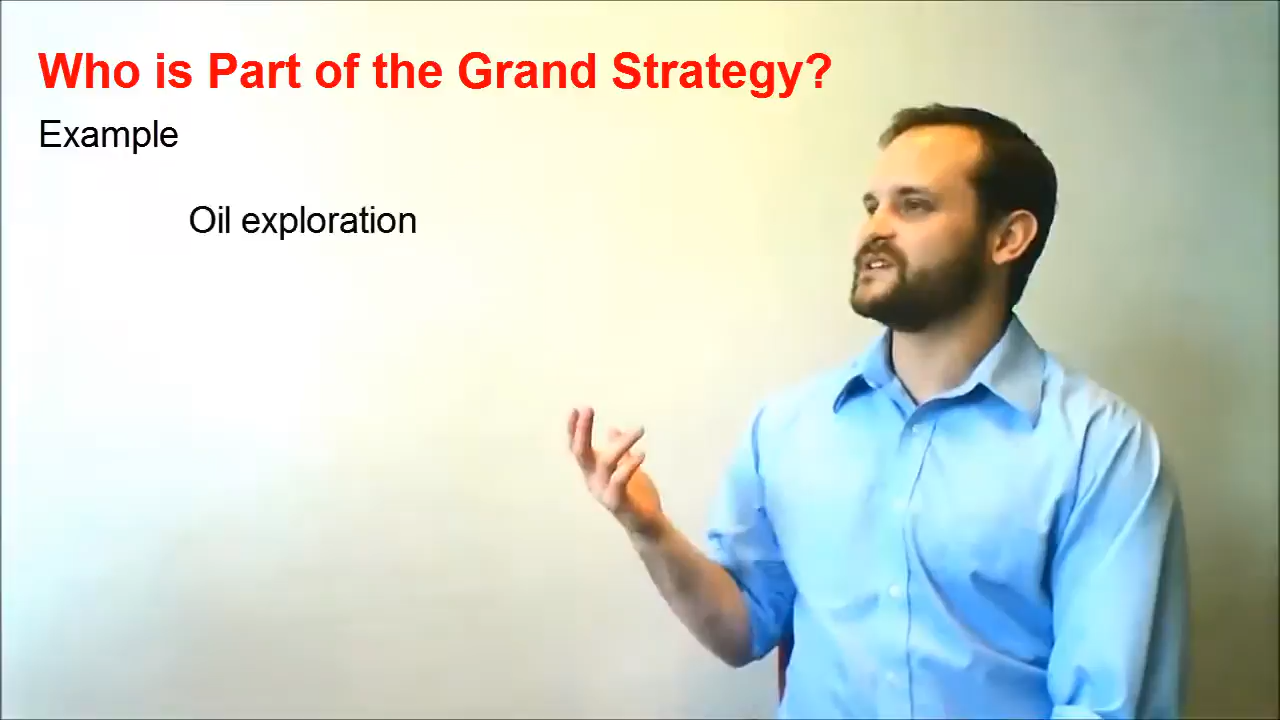 Who is Part of the Grand Strategy?
Example
Oil exploration